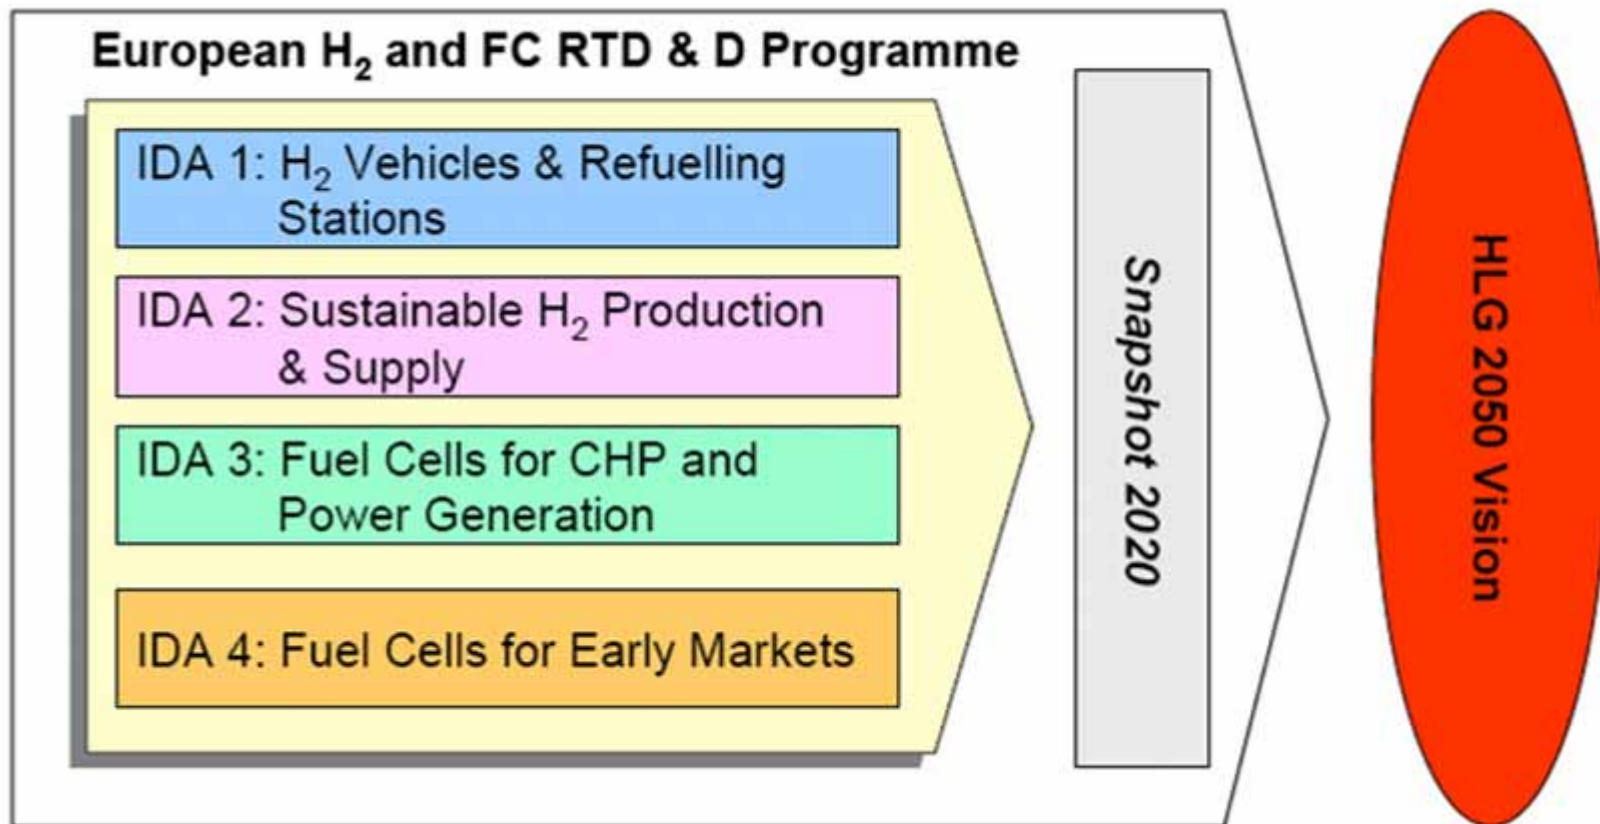 European H₂ and FC RTD & D Programme
IDA 1: H₂ Vehicles & Refuelling
Stations
IDA 2: Sustainable H₂ Production
& Supply
IDA 3: Fuel Cells for CHP and
Power Generation
IDA 4: Fuel Cells for Early Markets
Snapshot 2020
HLG 2050 Vision